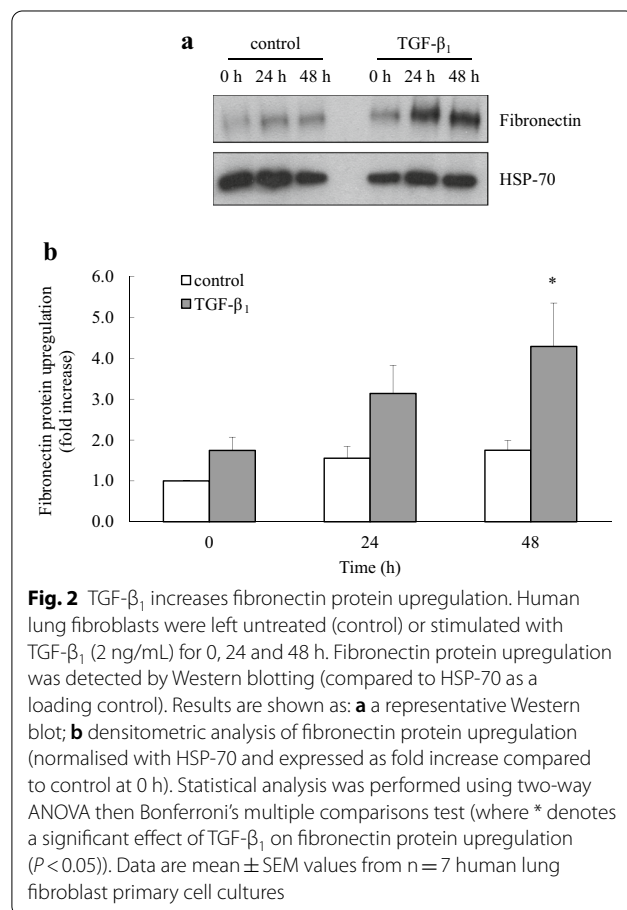 a
control TGF-β₁
0 h 24 h 48 h 0 h 24 h 48 h
Fibronectin
HSP-70
b
Fibronectin protein upregulation
(fold increase)
6.0
5.0
4.0
3.0
2.0
1.0
0.0
control
TGF-β₁
*
0 24 48
Time (h)
Fig. 2 TGF-β₁ increases fibronectin protein upregulation. Human
lung fibroblasts were left untreated (control) or stimulated with
TGF-β₁ (2 ng/mL) for 0, 24 and 48 h. Fibronectin protein upregulation
was detected by Western blotting (compared to HSP-70 as a
loading control). Results are shown as: a a representative Western
blot; b densitometric analysis of fibronectin protein upregulation
(normalised with HSP-70 and expressed as fold increase compared
to control at 0 h). Statistical analysis was performed using two-way
ANOVA then Bonferroni's multiple comparisons test (where * denotes
a significant effect of TGF-β₁ on fibronectin protein upregulation
(P < 0.05)). Data are mean ± SEM values from n = 7 human lung
fibroblast primary cell cultures